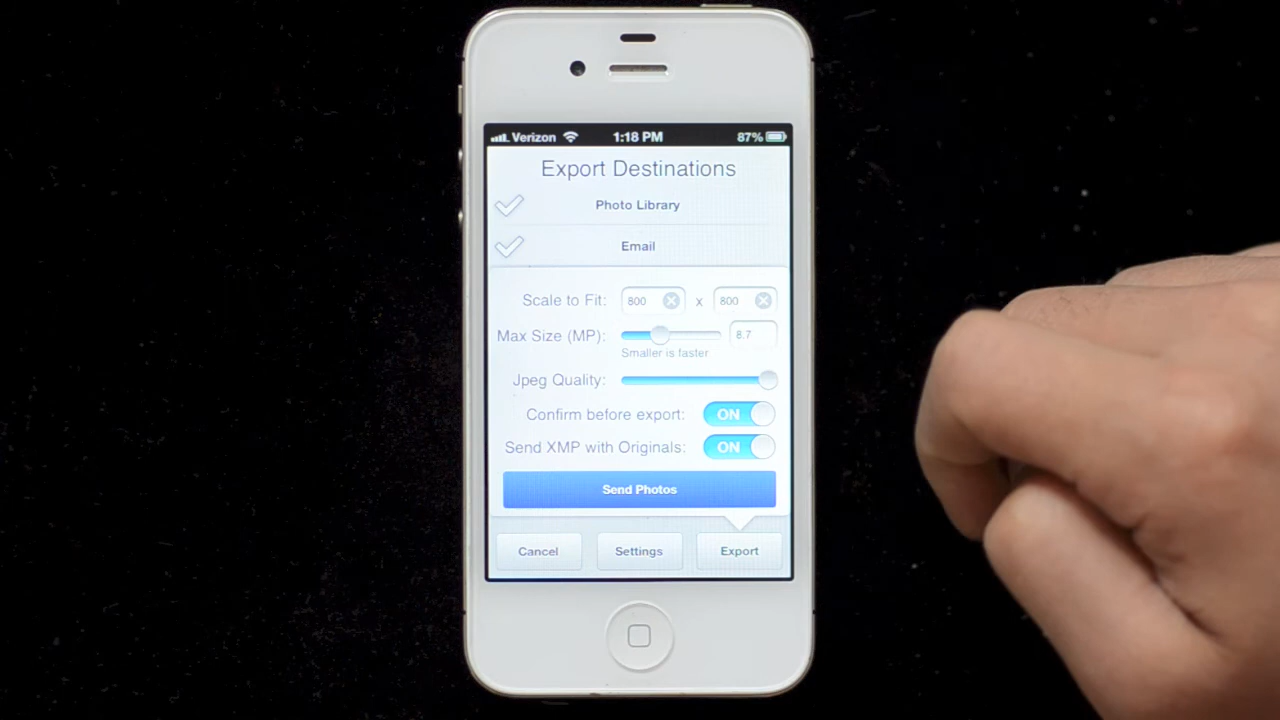 Verizon 1:18 PM 87%
Export Destinations
Photo Library
Email
Scale to Fit: 800 x 800
Max Size (MP): 8.7
Smaller is faster
Jpeg Quality:
Confirm before export: ON
Send XMP with Originals: ON
Send Photos
Cancel Settings Export